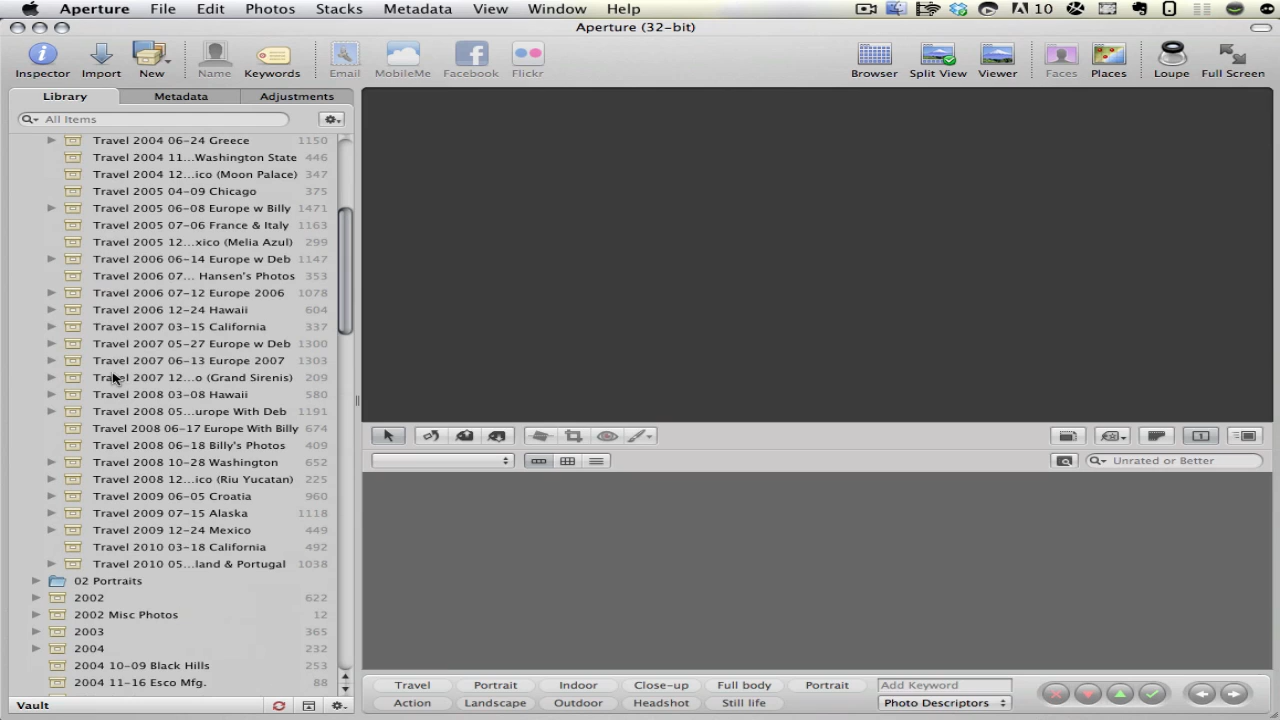 Aperture File Edit Photos Stacks Metadata View Window Help 10
Aperture (32-bit)
Inspector Import New Name Keywords Email MobileMe Facebook Flickr Browser Split View Viewer Faces Places Loupe Full Screen
Library Metadata Adjustments
All Items
Travel 2004 06-24 Greece 1150
Travel 2004 11...Washington State 446
Travel 2004 12...ico (Moon Palace) 347
Travel 2005 04-09 Chicago 375
Travel 2005 06-08 Europe w Billy 1471
Travel 2005 07-06 France & Italy 1163
Travel 2005 12...xico (Melia Azul) 299
Travel 2006 06-14 Europe w Deb 1147
Travel 2006 07... Hansen's Photos 353
Travel 2006 07-12 Europe 2006 1078
Travel 2006 12-24 Hawaii 604
Travel 2007 03-15 California 337
Travel 2007 05-27 Europe w Deb 1300
Travel 2007 06-13 Europe 2007 1303
Travel 2007 12...o (Grand Sirenis) 209
Travel 2008 03-08 Hawaii 580
Travel 2008 05...urope With Deb 1191
Travel 2008 06-17 Europe With Billy 674
Travel 2008 06-18 Billy's Photos 409
Travel 2008 10-28 Washington 652
Travel 2008 12...ico (Riu Yucatan) 225
Travel 2009 06-05 Croatia 960
Travel 2009 07-15 Alaska 1118
Travel 2009 12-24 Mexico 449
Travel 2010 03-18 California 492
Travel 2010 05...land & Portugal 1038
02 Portraits
2002 622
2002 Misc Photos 12
2003 365
2004 232
2004 10-09 Black Hills 253
2004 11-16 Esco Mfg. 88
Vault
1
Unrated or Better
Travel Portrait Indoor Close-up Full body Portrait Add Keyword
Action Landscape Outdoor Headshot Still life Photo Descriptors